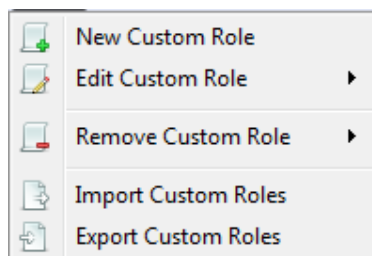 New Custom Role
Edit Custom Role
Remove Custom Role
Import Custom Roles
Export Custom Roles